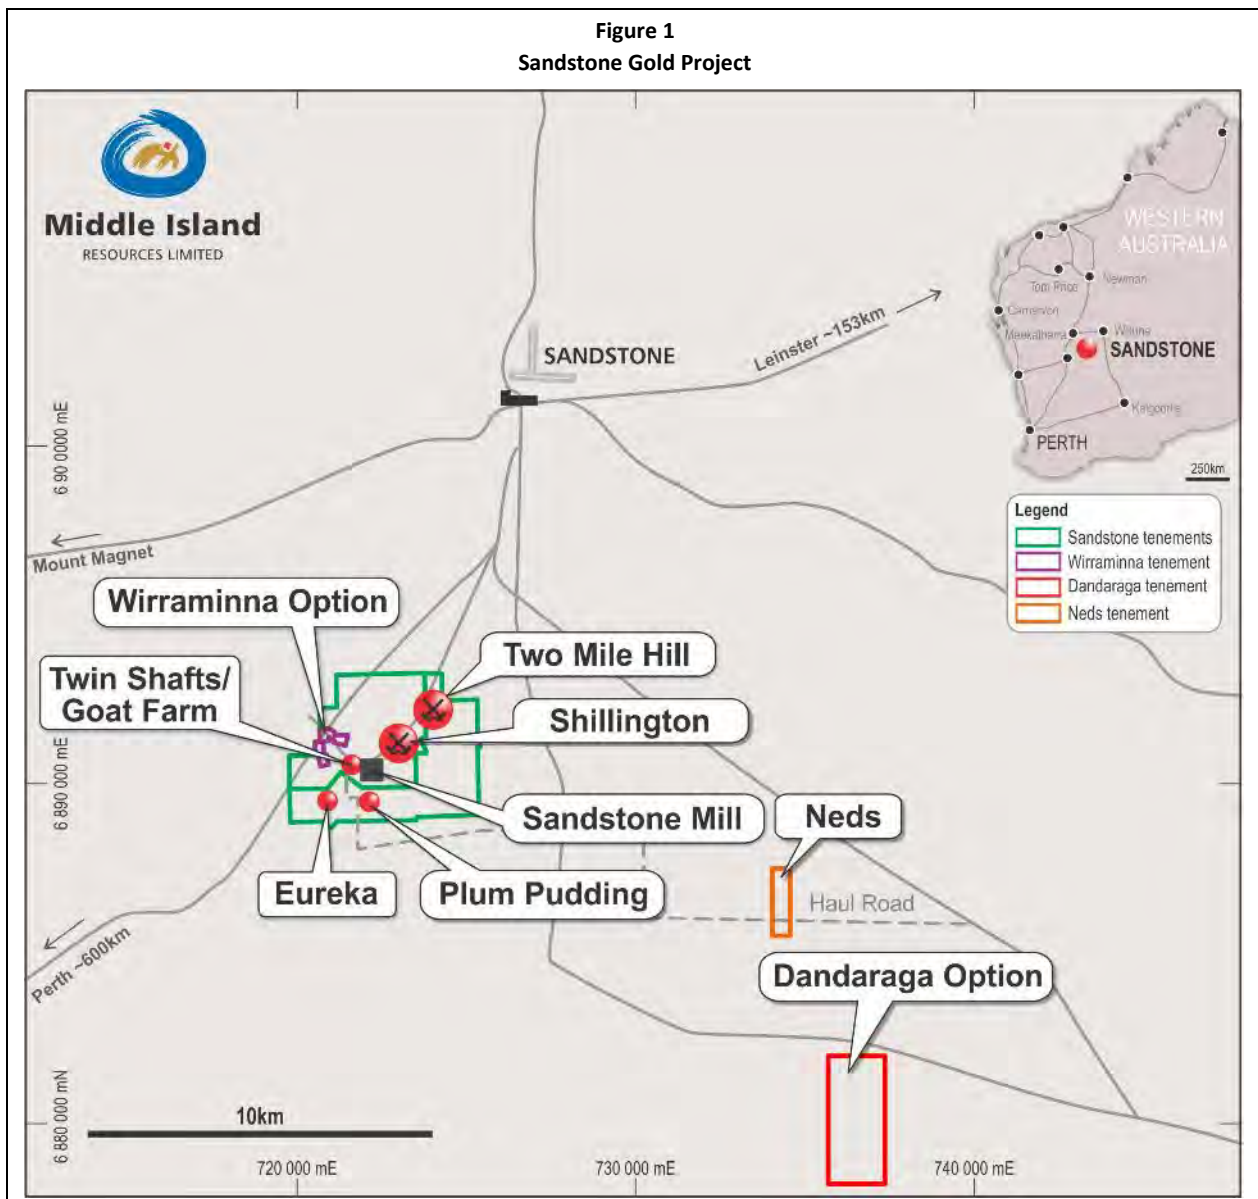 Figure 1
Sandstone Gold Project
Middle Island
RESOURCES LIMITED
WESTERN
AUSTRALIA
Tom Price
Newman
Carnarvon
Meekatharra
Wiluna
SANDSTONE
Kalgoorlie
PERTH
250km
SANDSTONE
Leinster ~153km
6 90 0000 mE
Mount Magnet
Legend
Sandstone tenements
Wirraminna tenement
Dandaraga tenement
Neds tenement
Wirraminna Option
Two Mile Hill
Twin Shafts/
Goat Farm
Shillington
6 890 000 mE
Sandstone Mill
Neds
Eureka
Plum Pudding
Haul Road
Perth ~600km
Dandaraga Option
6 880 000 mN
10km
720 000 mE
730 000 mE
740 000 mE